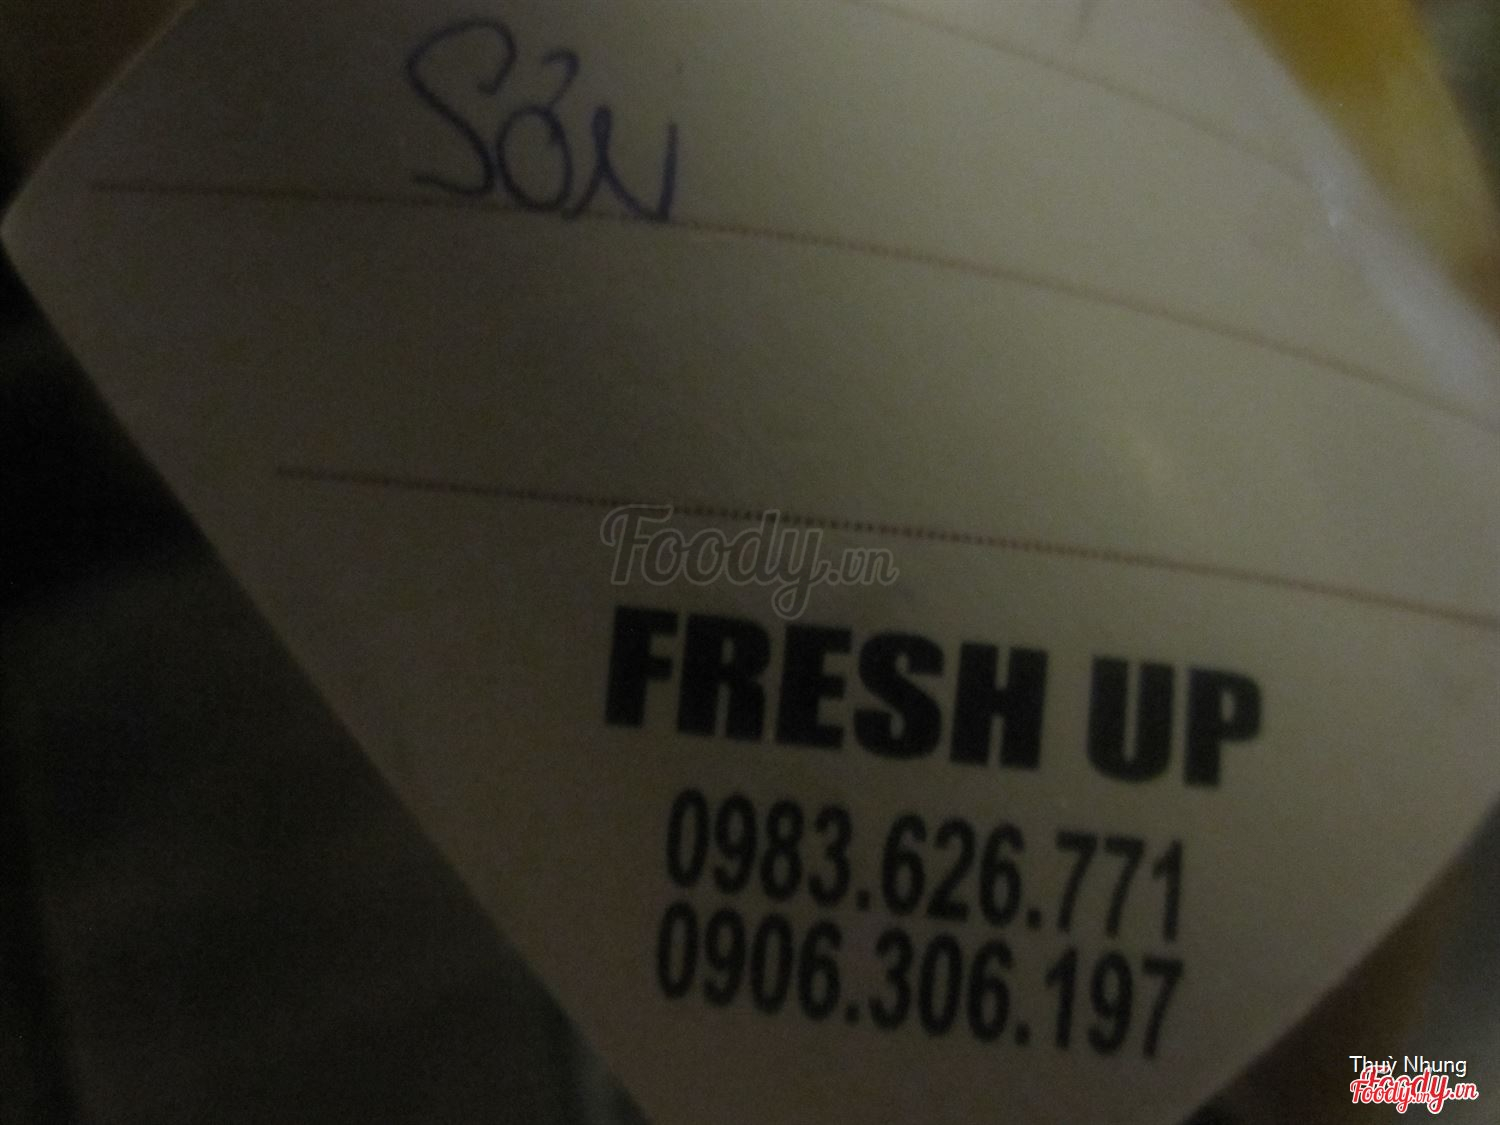 Sơn
Foody.vn
FRESH UP
0983.626.771
0906.306.197
Thuỳ Nhung
Foody.vn